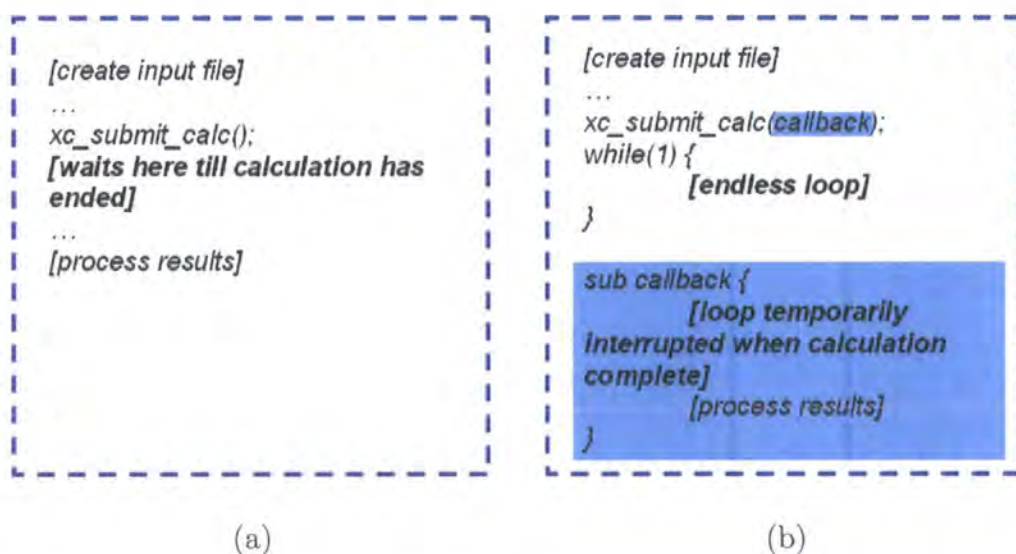 [create input file]
...
xc_submit_calc();
[waits here till calculation has
ended]
...
[process results]
(a)
[create input file]
...
xc_submit_calc(callback);
while(1) {
[endless loop]
}
sub callback {
[loop temporarily
interrupted when calculation
complete]
[process results]
}
(b)